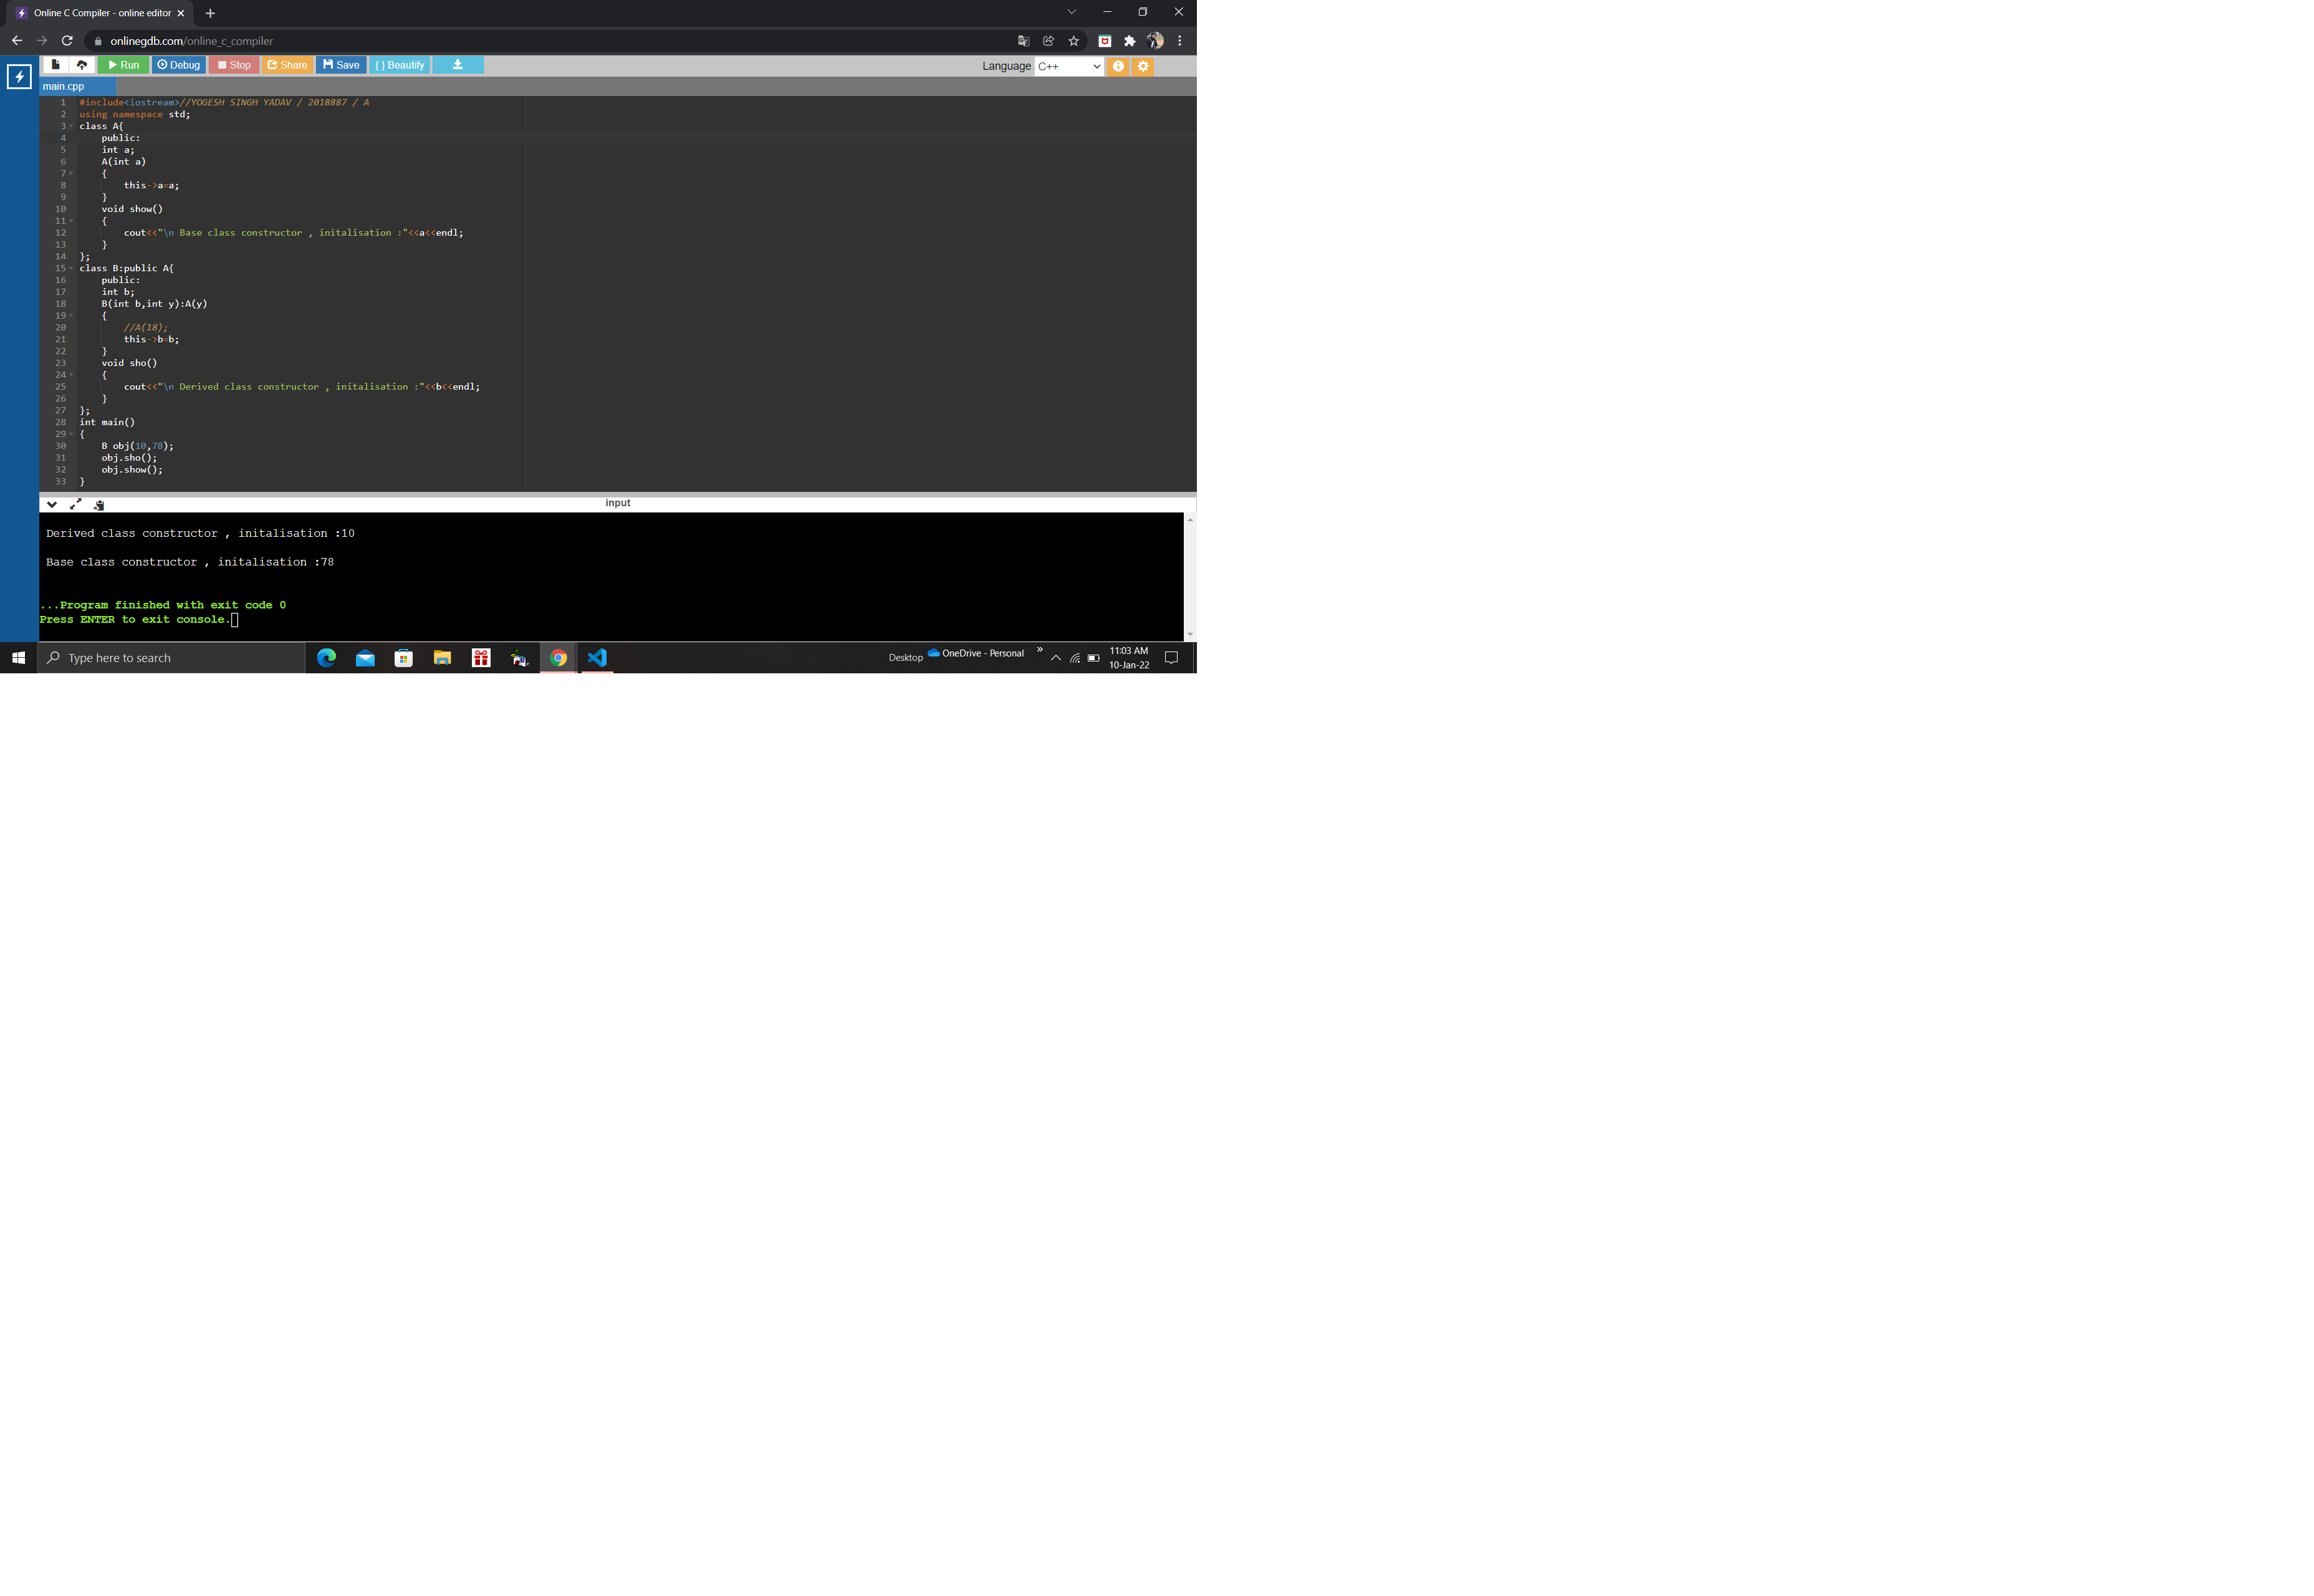 Online C Compiler - online editor
onlinegdb.com/online_c_compiler
Run Debug Stop Share Save { } Beautify
Language C++
main.cpp
1 #include<iostream>//YOGESH SINGH YADAV / 2018887 / A
2 using namespace std;
3 class A{
4 public:
5 int a;
6 A(int a)
7 {
8 this->a=a;
9 }
10 void show()
11 {
12 cout<<"\n Base class constructor , initalisation :"<<a<<endl;
13 }
14 };
15 class B:public A{
16 public:
17 int b;
18 B(int b,int y):A(y)
19 {
20 //A(18);
21 this->b=b;
22 }
23 void sho()
24 {
25 cout<<"\n Derived class constructor , initalisation :"<<b<<endl;
26 }
27 };
28 int main()
29 {
30 B obj(10,78);
31 obj.sho();
32 obj.show();
33 }
input
Derived class constructor , initalisation :10
Base class constructor , initalisation :78
...Program finished with exit code 0
Press ENTER to exit console.
Type here to search
Desktop
OneDrive - Personal
11:03 AM
10-Jan-22